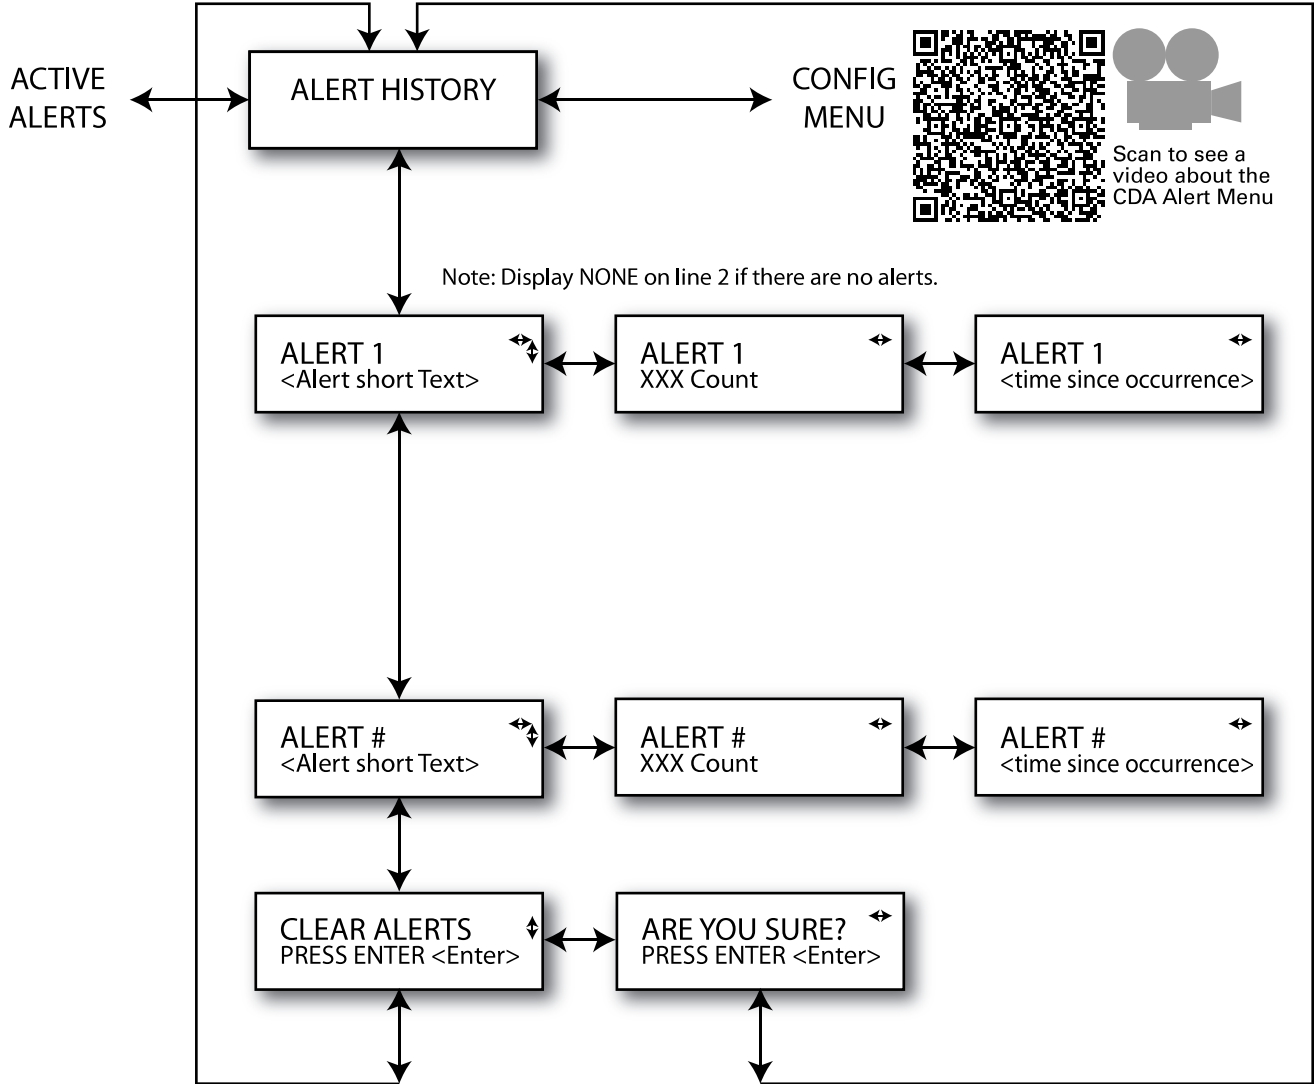 ACTIVE
ALERTS
ALERT HISTORY
CONFIG
MENU
Scan to see a
video about the
CDA Alert Menu
Note: Display NONE on line 2 if there are no alerts.
ALERT 1
<Alert short Text>
ALERT 1
XXX Count
ALERT 1
<time since occurrence>
ALERT #
<Alert short Text>
ALERT #
XXX Count
ALERT #
<time since occurrence>
CLEAR ALERTS
PRESS ENTER <Enter>
ARE YOU SURE?
PRESS ENTER <Enter>